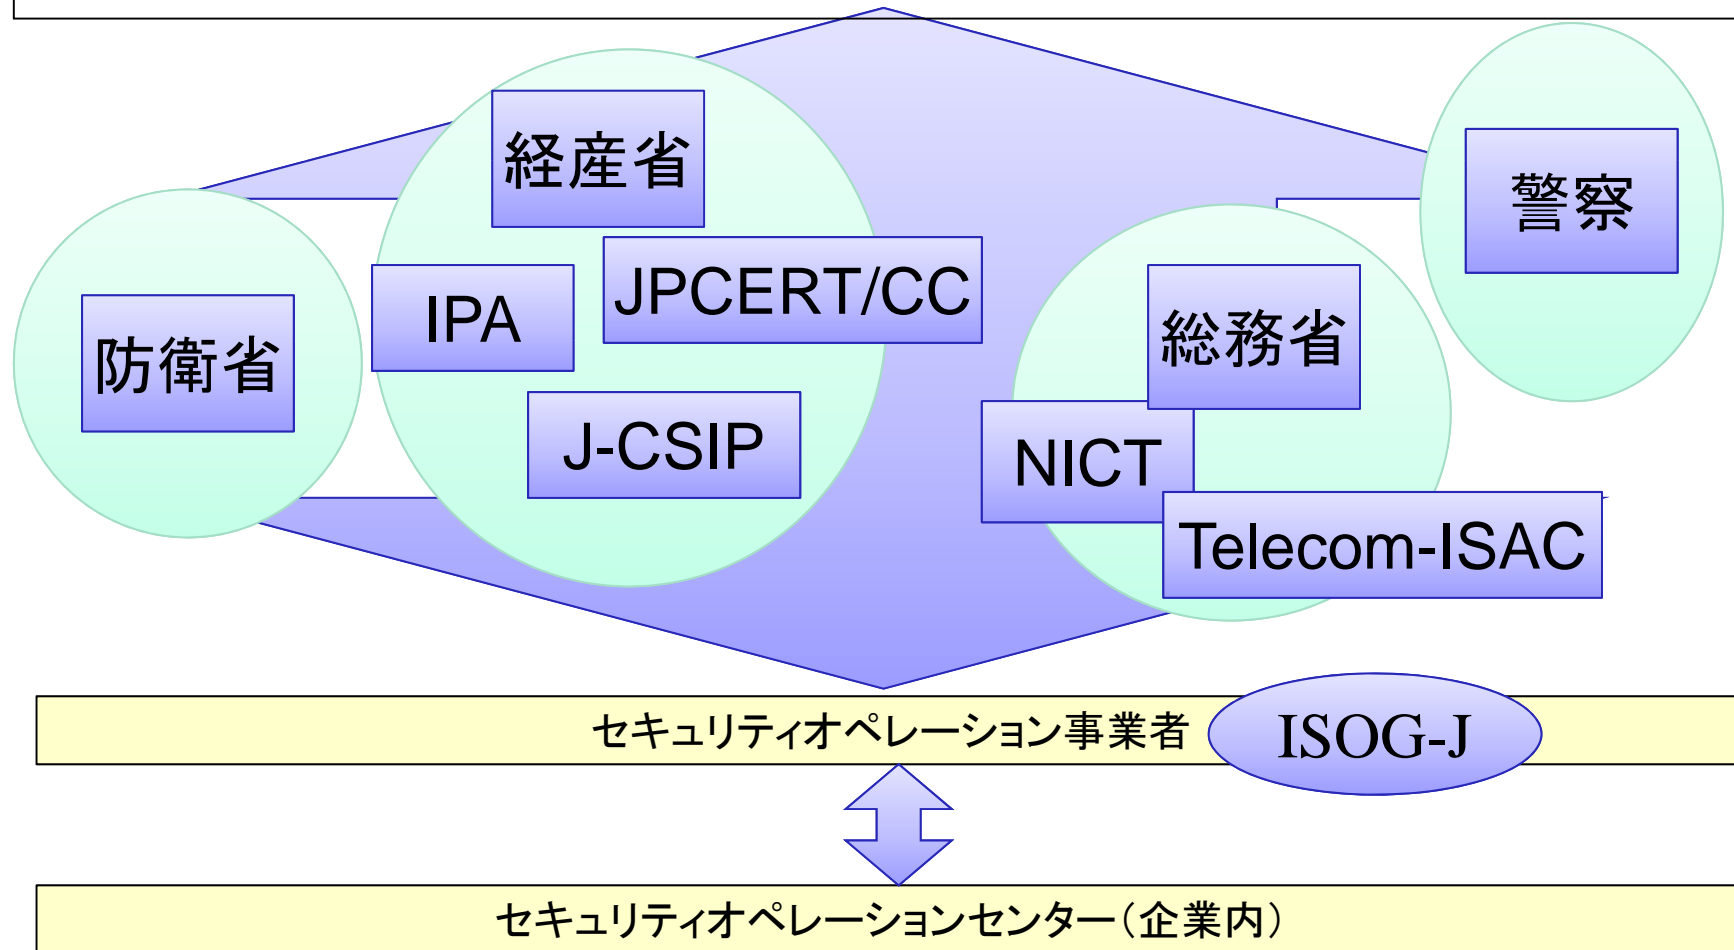 経産省
警察
JPCERT/CC
IPA
防衛省
総務省
J-CSIP
NICT
Telecom-ISAC
セキュリティオペレーション事業者
ISOG-J
セキュリティオペレーションセンター（企業内）